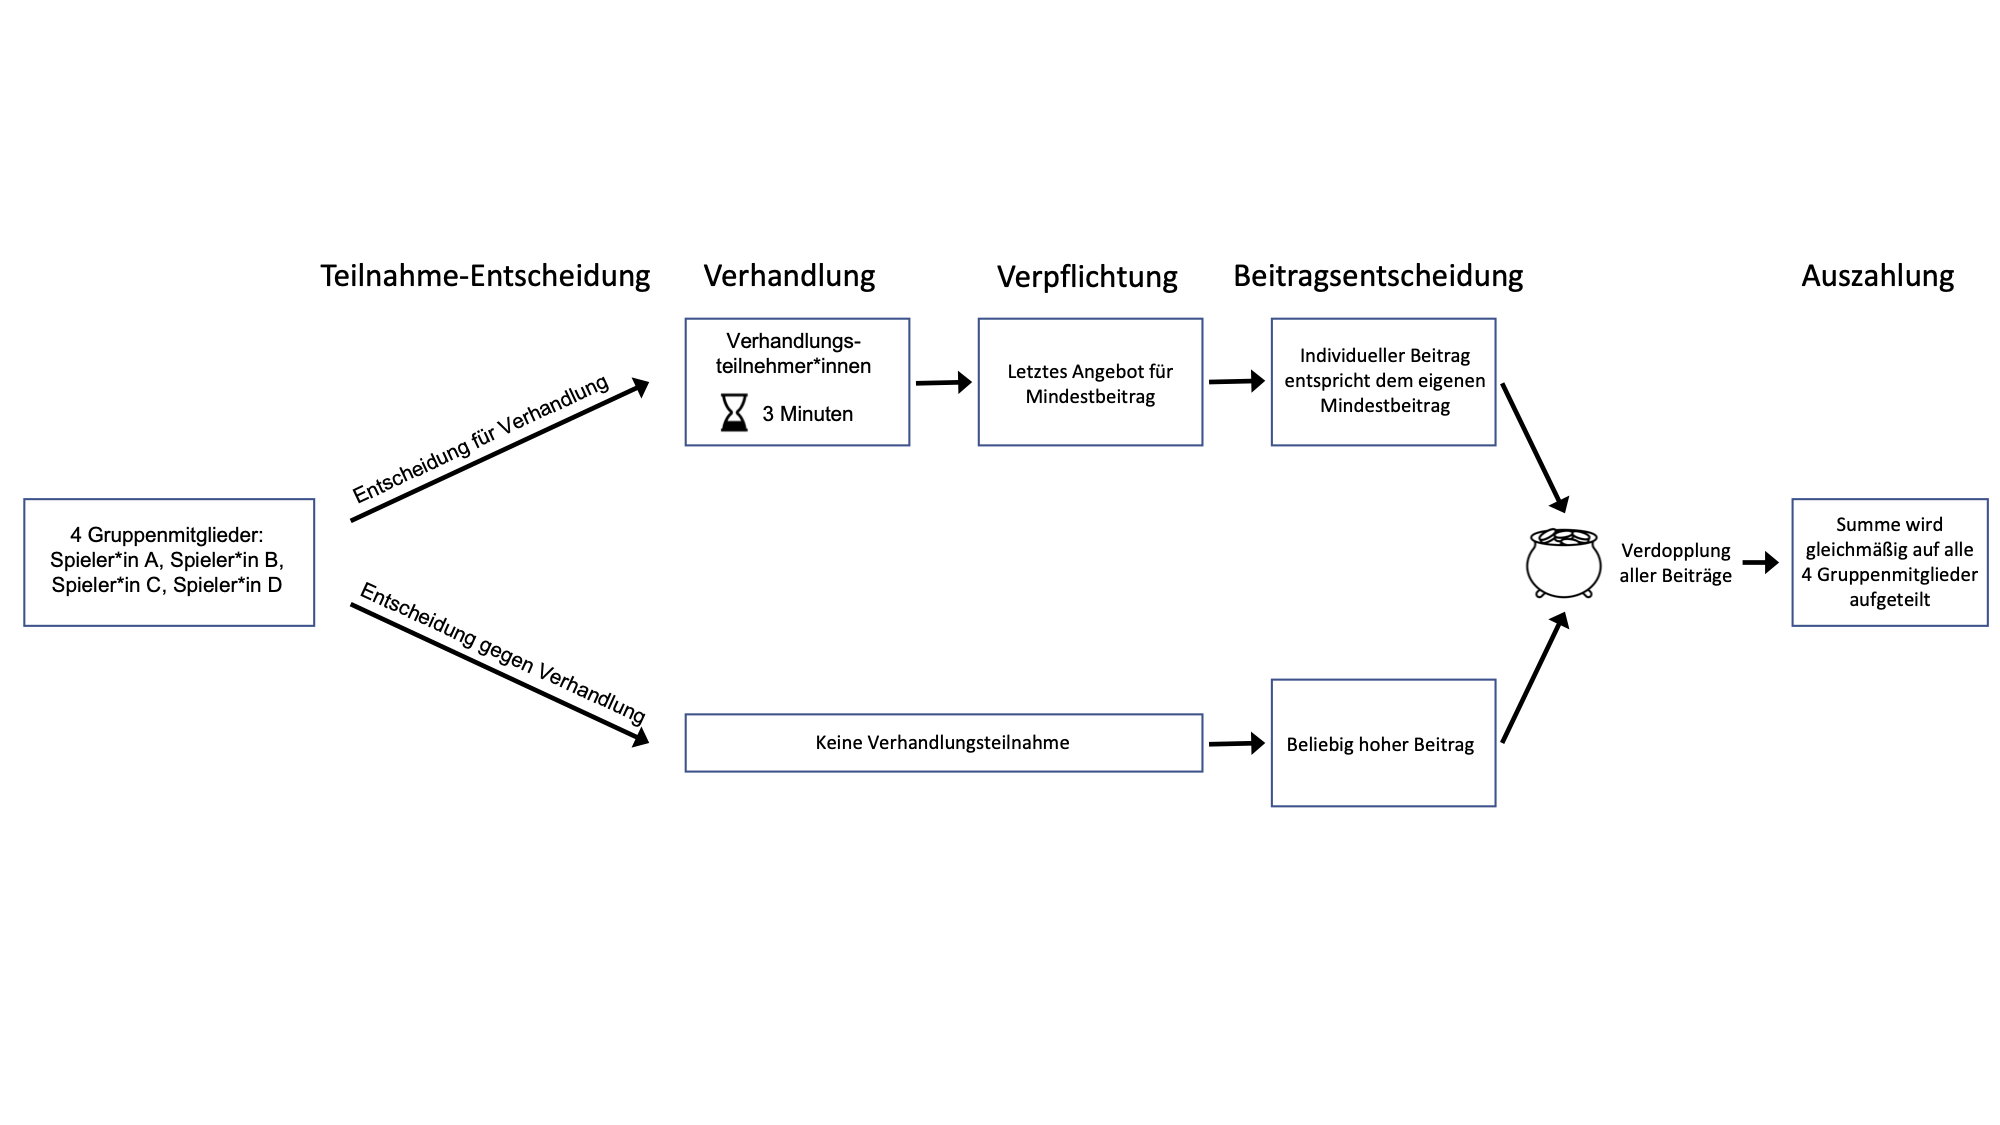 Teilnahme-Entscheidung
Verhandlung
Verpflichtung
Beitragsentscheidung
Auszahlung
4 Gruppenmitglieder:
Spieler*in A, Spieler*in B,
Spieler*in C, Spieler*in D
Entscheidung für Verhandlung
Verhandlungs-
teilnehmer*innen
3 Minuten
Letztes Angebot für
Mindestbeitrag
Individueller Beitrag
entspricht dem eigenen
Mindestbeitrag
Entscheidung gegen Verhandlung
Keine Verhandlungsteilnahme
Beliebig hoher Beitrag
Verdopplung
aller Beiträge
Summe wird
gleichmäßig auf alle
4 Gruppenmitglieder
aufgeteilt